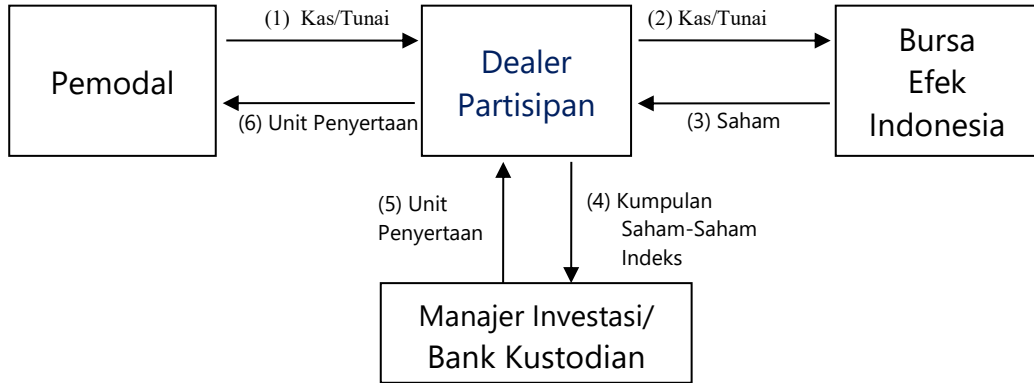 (1) Kas/Tunai
(2) Kas/Tunai
Pemodal
Dealer
Partisipan
Bursa
Efek
Indonesia
(6) Unit Penyertaan
(3) Saham
(5) Unit
Penyertaan
(4) Kumpulan
Saham-Saham
Indeks
Manajer Investasi/
Bank Kustodian